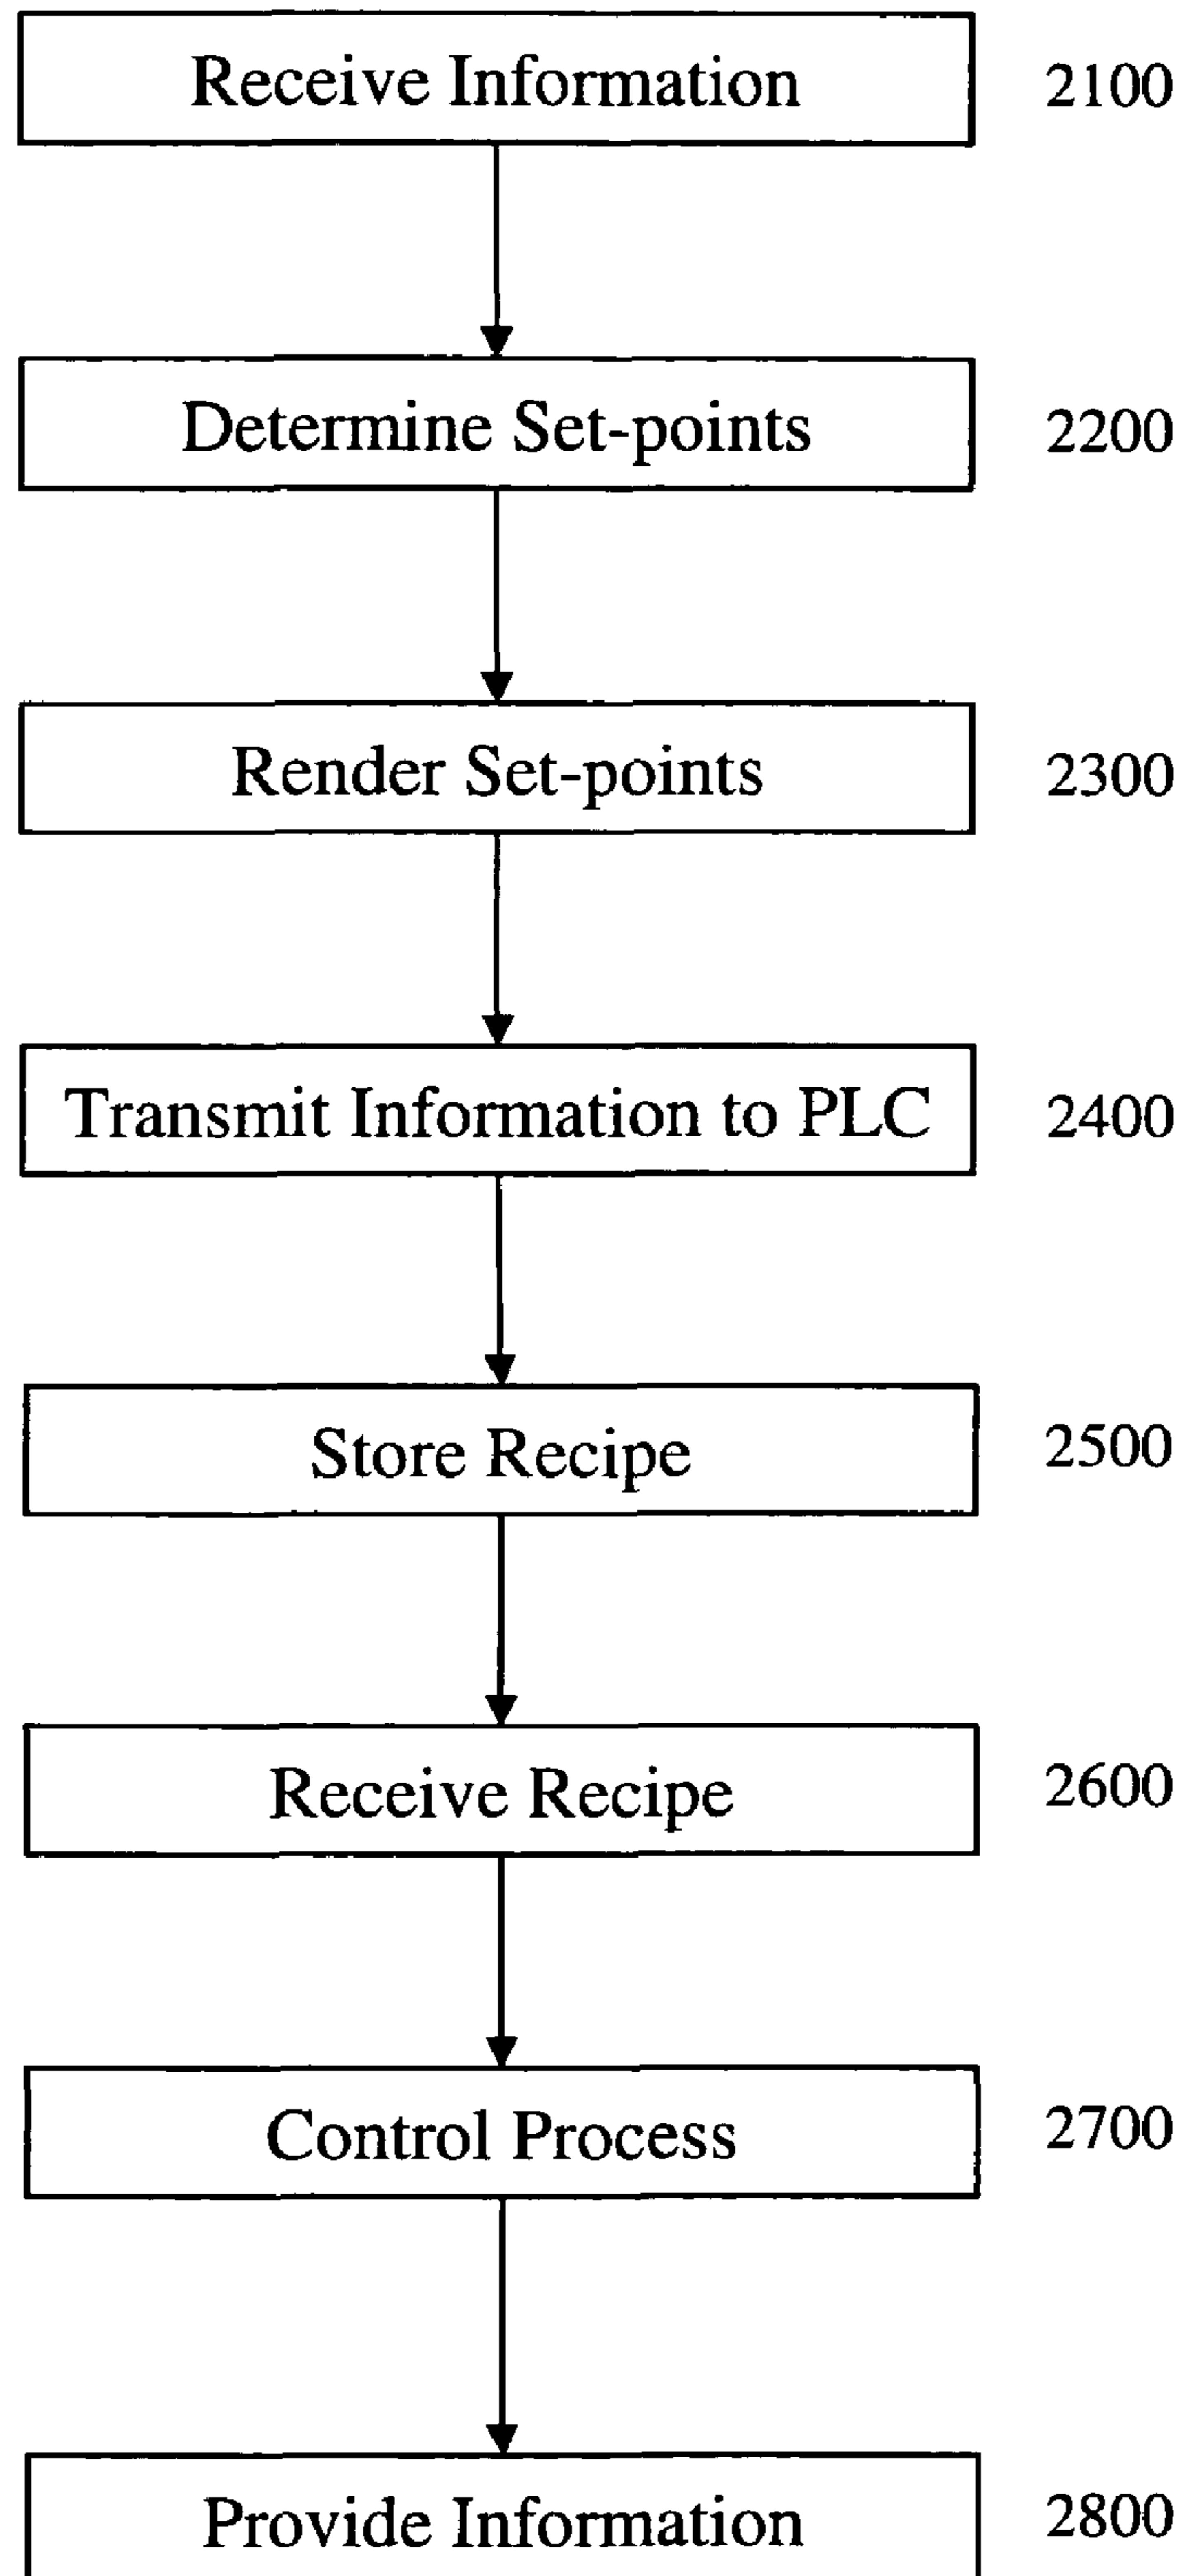 Receive Information 2100
Determine Set-points 2200
Render Set-points 2300
Transmit Information to PLC 2400
Store Recipe 2500
Receive Recipe 2600
Control Process 2700
Provide Information 2800